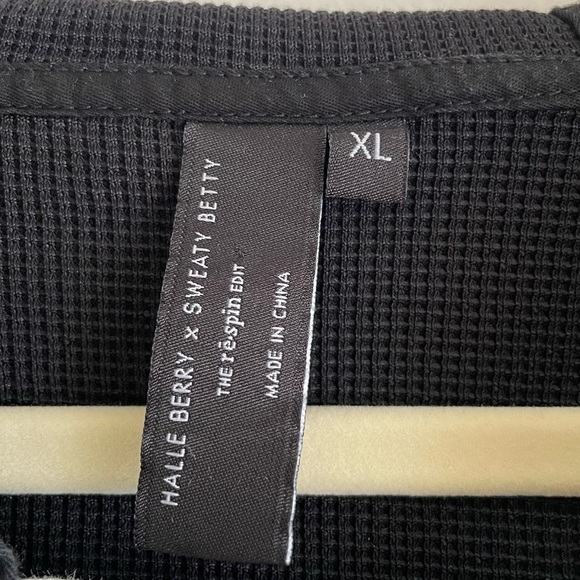 HALLE BERRY x SWEATY BETTY
THE rēspin EDIT
MADE IN CHINA
XL